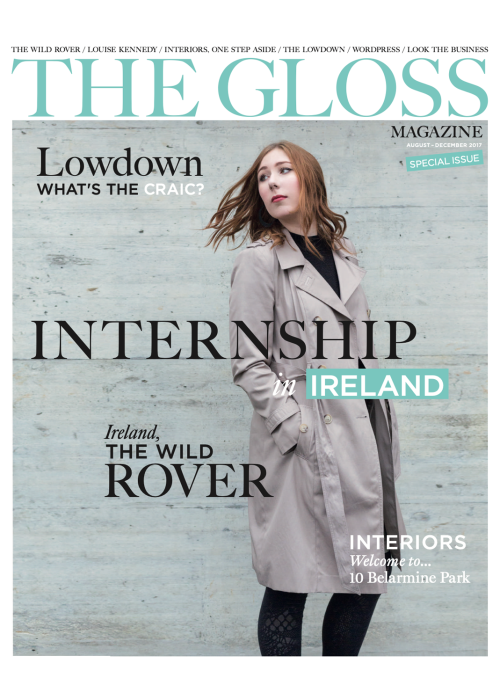 THE WILD ROVER / LOUISE KENNEDY / INTERIORS, ONE STEP ASIDE / THE LOWDOWN / WORDPRESS / LOOK THE BUSINESS
THE GLOSS
MAGAZINE
AUGUST - DECEMBER 2017
SPECIAL ISSUE
Lowdown
WHAT'S THE CRAIC?
INTERNSHIP
in IRELAND
Ireland,
THE WILD
ROVER
INTERIORS
Welcome to...
10 Belarmine Park